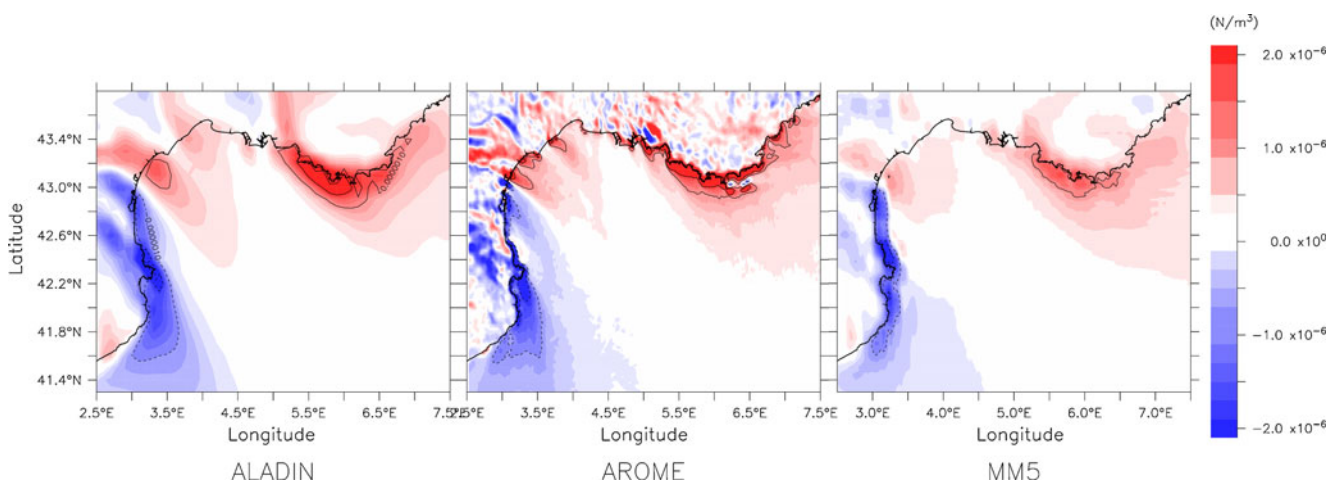 (N/m³)
2.0 x10⁻⁶
1.0 x10⁻⁶
0.0 x10⁰
−1.0 x10⁻⁶
−2.0 x10⁻⁶
Latitude
43.4°N
43.0°N
42.6°N
42.2°N
41.8°N
41.4°N
2.5°E 3.5°E 4.5°E 5.5°E 6.5°E
3.5°E 4.5°E 5.5°E 6.5°E 7.5°E
3.0°E 4.0°E 5.0°E 6.0°E 7.0°E
Longitude Longitude Longitude
ALADIN AROME MM5